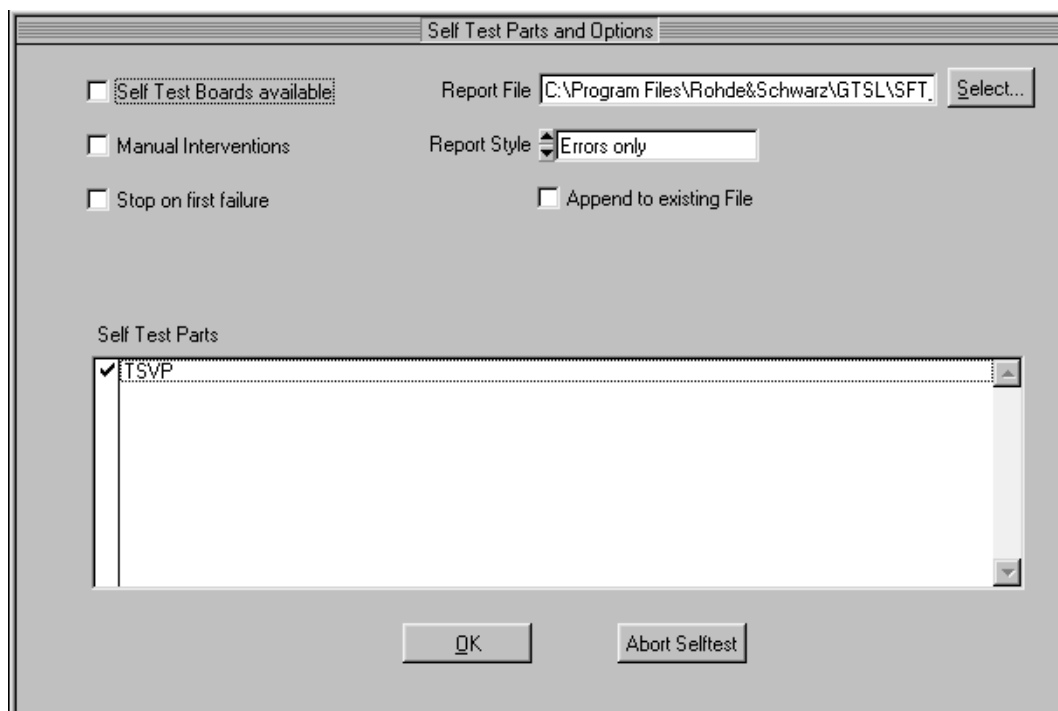 Self Test Parts and Options
Self Test Boards available
Report File C:\Program Files\Rohde&Schwarz\GTSL\SFT_ Select...
Manual Interventions
Report Style Errors only
Stop on first failure
Append to existing File
Self Test Parts
TSVP
OK
Abort Selftest